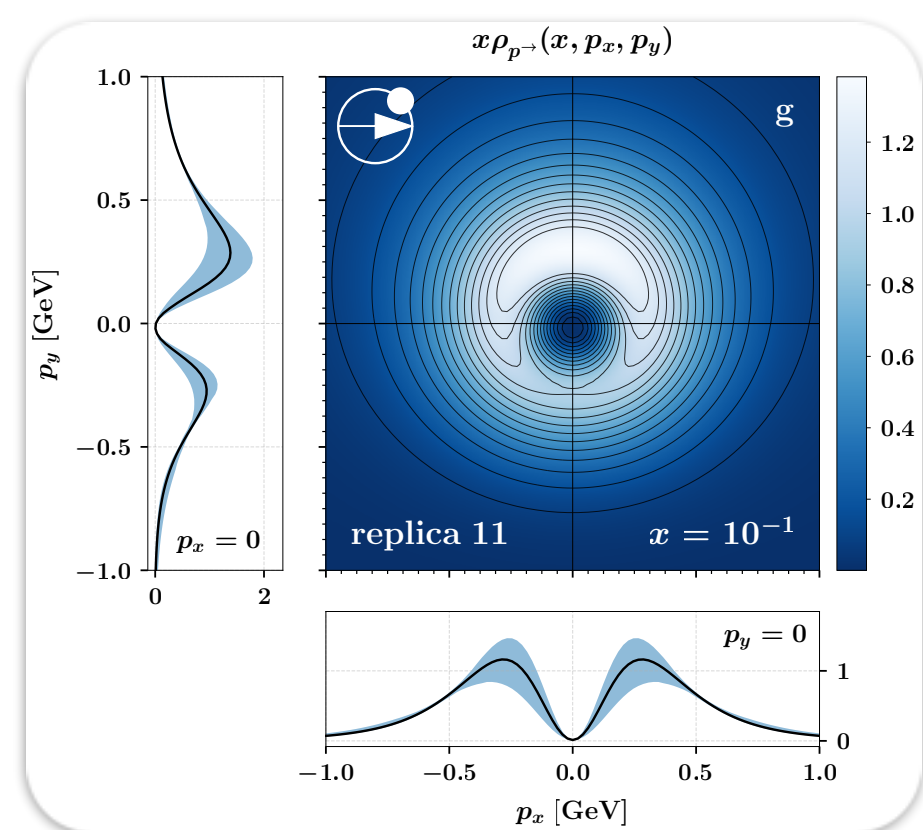 xρ_{p→}(x, p_x, p_y)
1.0
0.5
0.0
−0.5
−1.0
p_y [GeV]
p_x = 0
0 2
g
replica 11 x = 10^{−1}
1.2
1.0
0.8
0.6
0.4
0.2
p_y = 0
1
0
−1.0 −0.5 0.0 0.5 1.0
p_x [GeV]